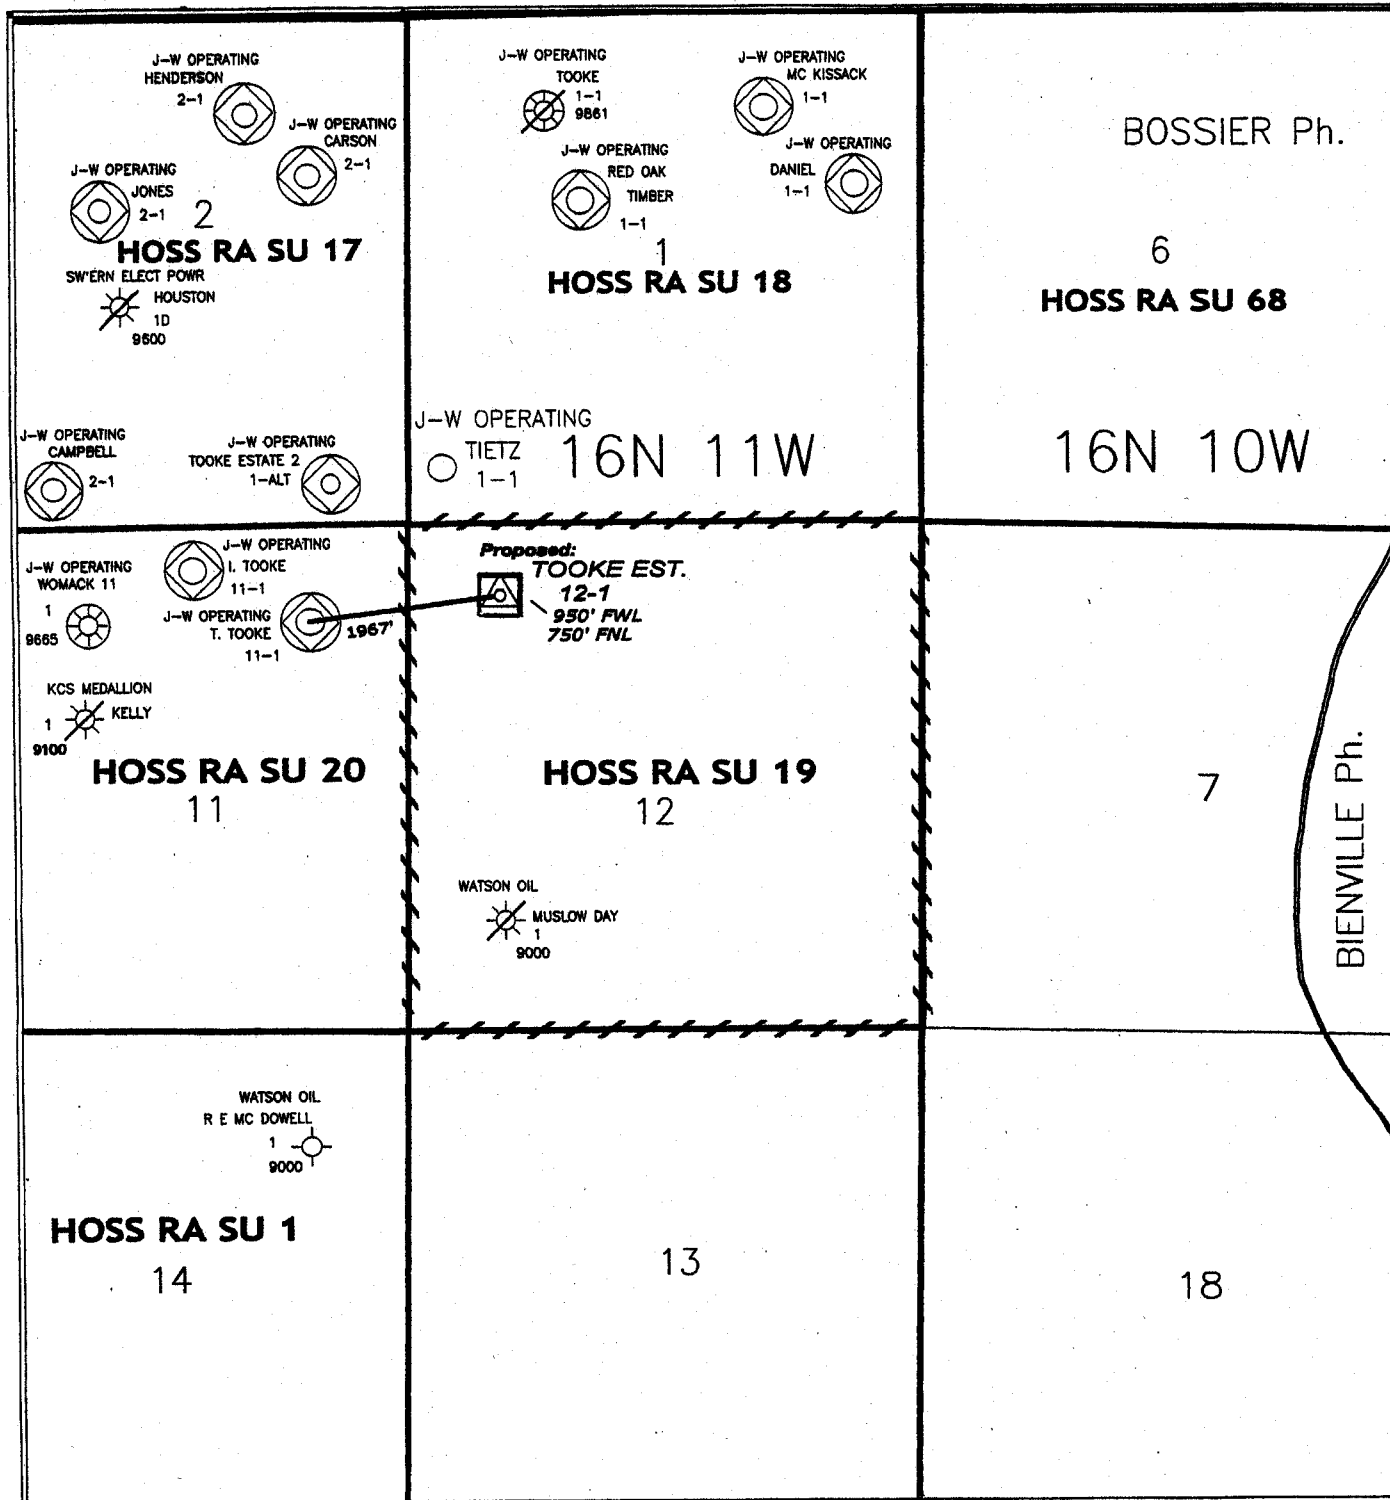 J-W OPERATING
HENDERSON
2-1
J-W OPERATING
CARSON
2-1
J-W OPERATING
JONES
2-1
2
HOSS RA SU 17
SW'ERN ELECT POWR
HOUSTON
1D
9600
J-W OPERATING
CAMPBELL
2-1
J-W OPERATING
TOOKE ESTATE 2
1-ALT
J-W OPERATING
TOOKE
1-1
9861
J-W OPERATING
MC KISSACK
1-1
J-W OPERATING
RED OAK
TIMBER
1-1
J-W OPERATING
DANIEL
1-1
1
HOSS RA SU 18
J-W OPERATING
TIETZ
1-1
16N 11W
BOSSIER Ph.
6
HOSS RA SU 68
16N 10W
J-W OPERATING
WOMACK 11
1
9665
J-W OPERATING
I. TOOKE
11-1
J-W OPERATING
T. TOOKE
11-1
1967'
KCS MEDALLION
KELLY
1
9100
HOSS RA SU 20
11
Proposed:
TOOKE EST.
12-1
950' FWL
750' FNL
HOSS RA SU 19
12
WATSON OIL
MUSLOW DAY
1
9000
7
BIENVILLE Ph.
WATSON OIL
R E MC DOWELL
1
9000
HOSS RA SU 1
14
13
18